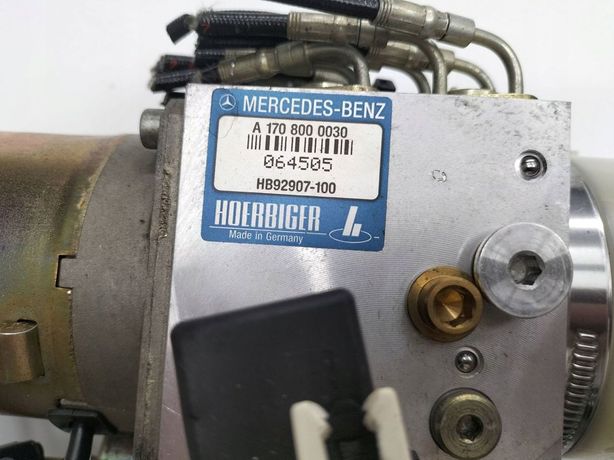 MERCEDES-BENZ
A 170 800 0030
064505
HB92907-100
HOERBIGER
Made in Germany